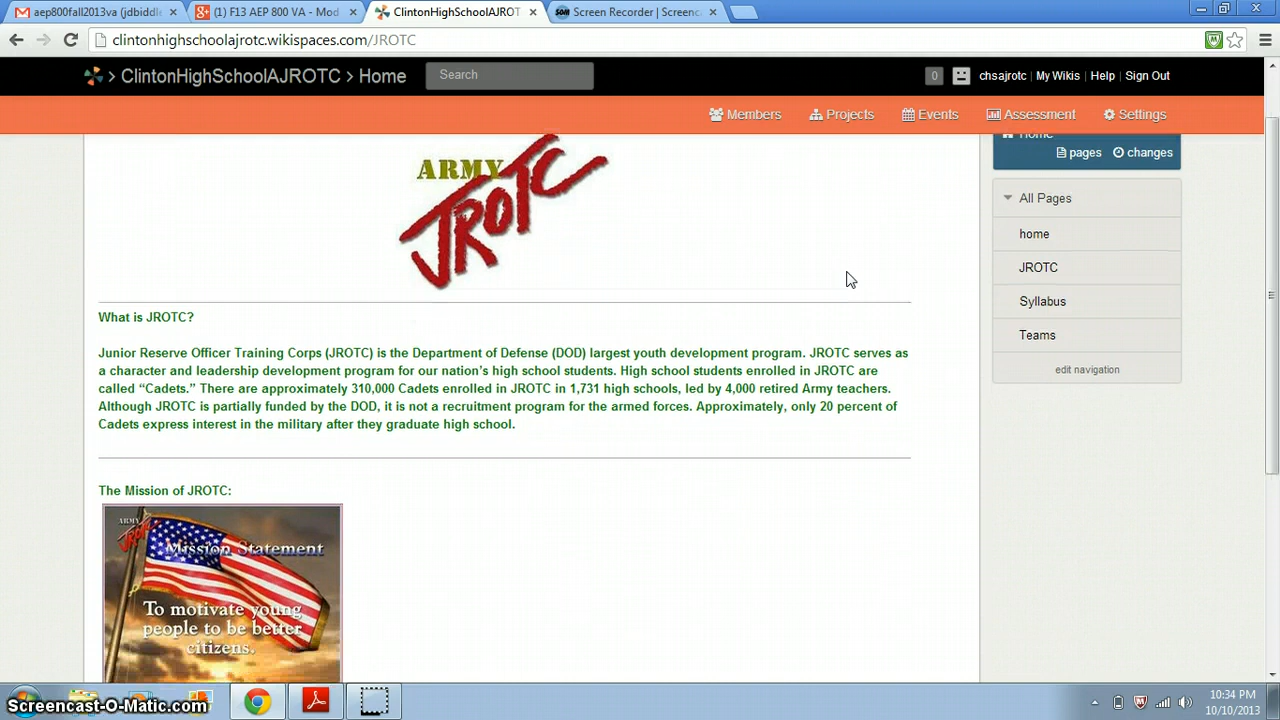 aep800fall2013va (jdbiddle
(1) F13 AEP 800 VA - Mod
ClintonHighSchoolAJROT
Screen Recorder | Screenc
clintonhighschoolajrotc.wikispaces.com/JROTC
ClintonHighSchoolAJROTC > Home
Search
0
chsajrotc
My Wikis
Help
Sign Out
Members
Projects
Events
Assessment
Settings
Home
pages
changes
ARMY
JROTC
All Pages
home
JROTC
Syllabus
Teams
edit navigation
What is JROTC?
Junior Reserve Officer Training Corps (JROTC) is the Department of Defense (DOD) largest youth development program. JROTC serves as
a character and leadership development program for our nation's high school students. High school students enrolled in JROTC are
called “Cadets.” There are approximately 310,000 Cadets enrolled in JROTC in 1,731 high schools, led by 4,000 retired Army teachers.
Although JROTC is partially funded by the DOD, it is not a recruitment program for the armed forces. Approximately, only 20 percent of
Cadets express interest in the military after they graduate high school.
The Mission of JROTC:
ARMY
JROTC
Mission Statement
To motivate young
people to be better
citizens.
Screencast-O-Matic.com
10:34 PM
10/10/2013